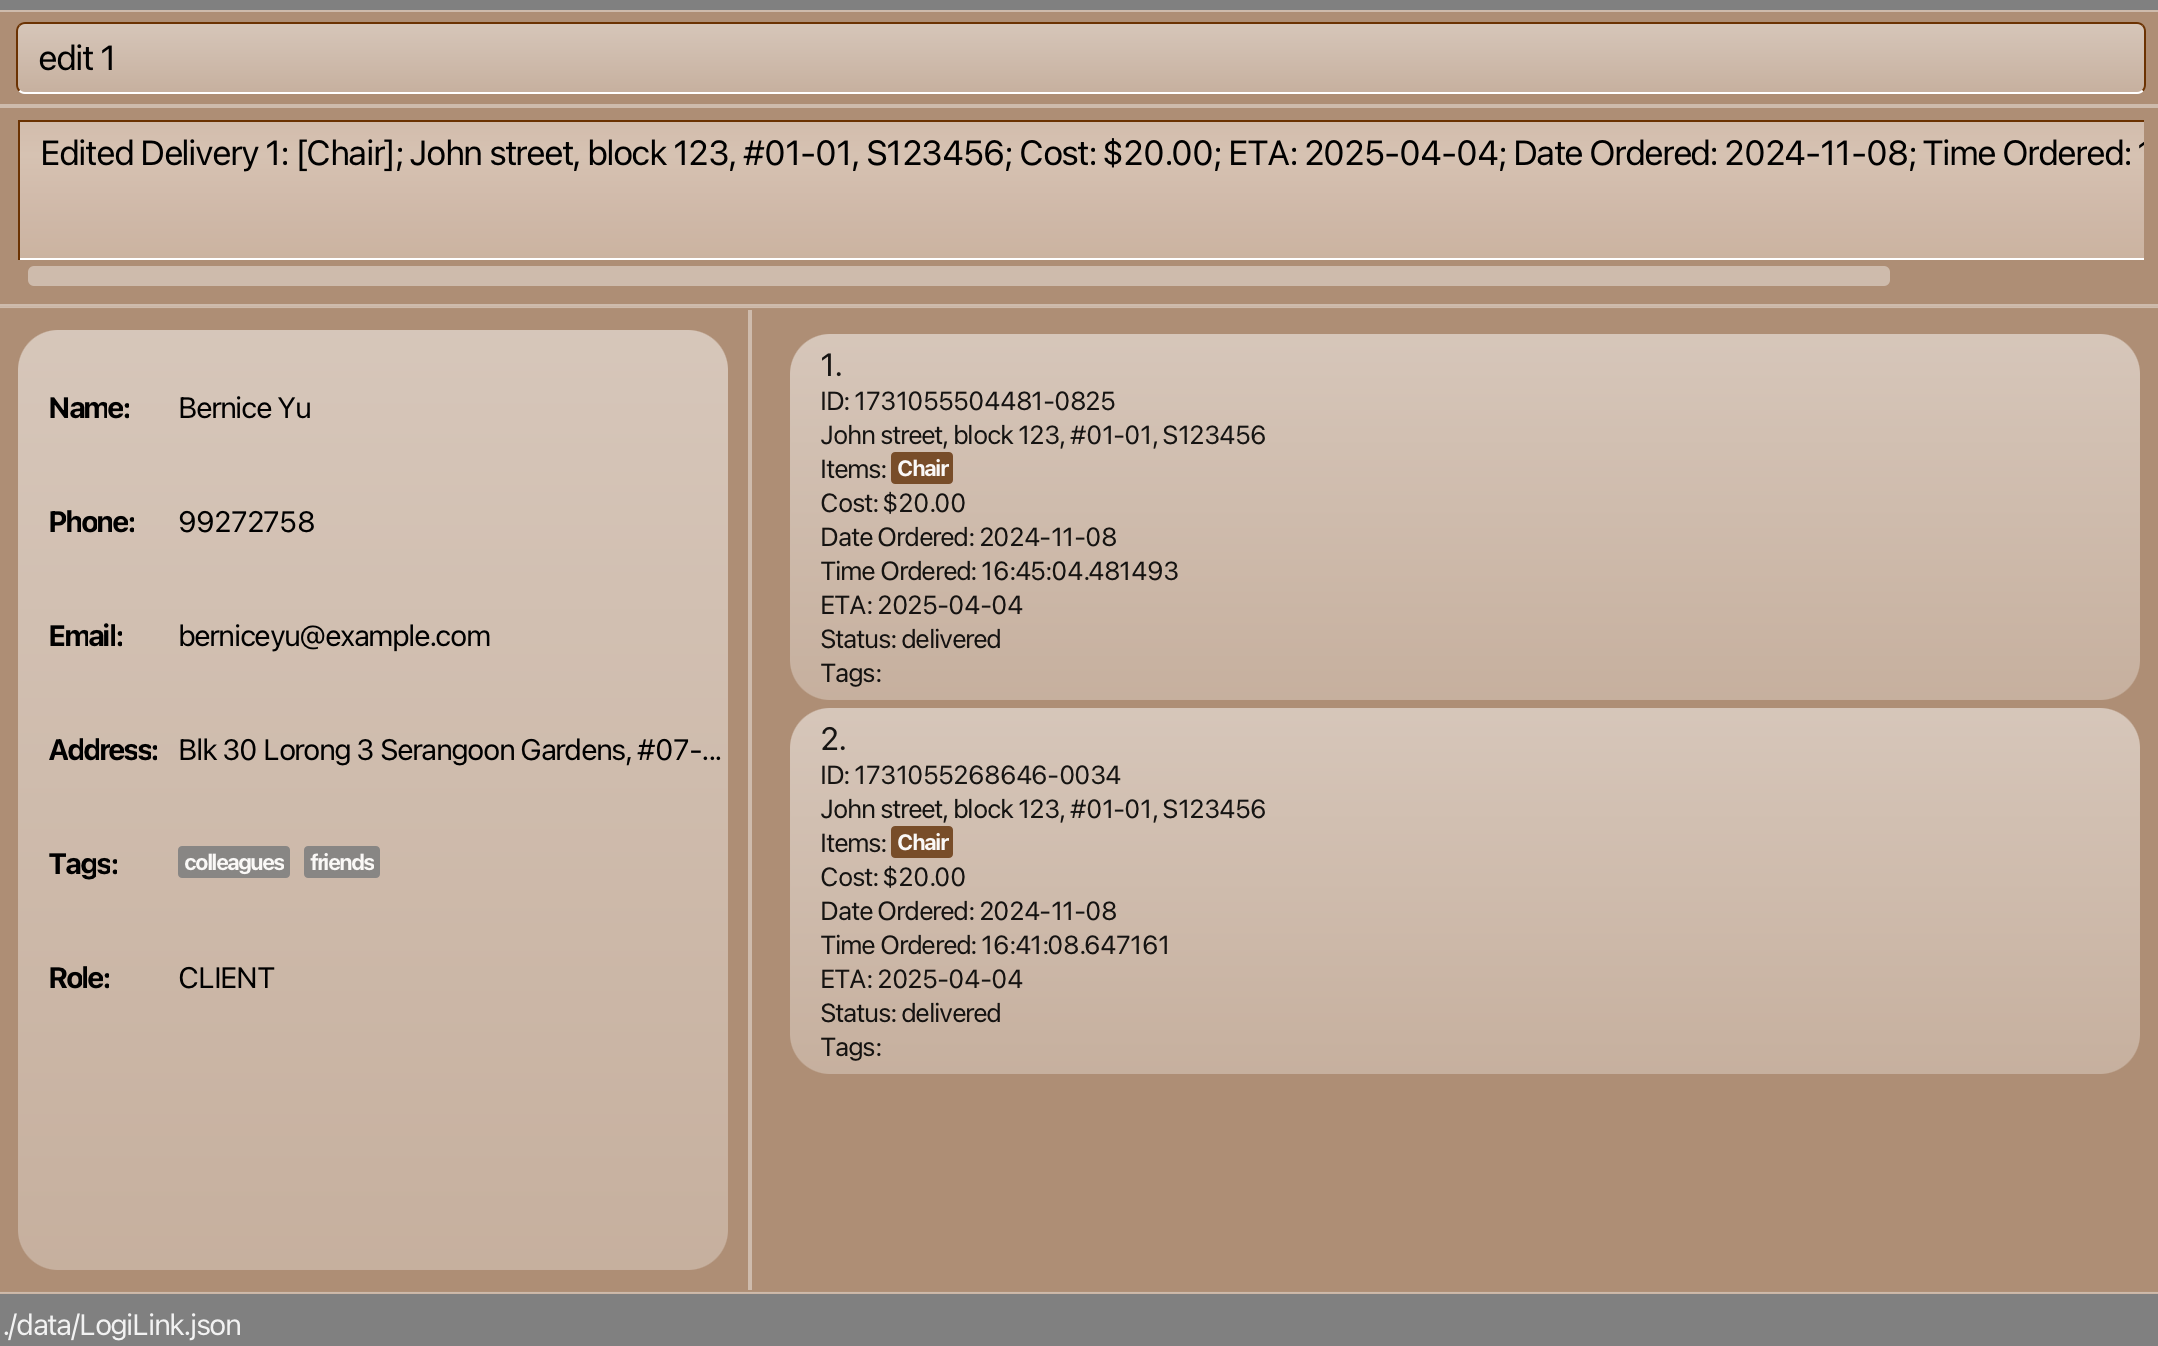 edit 1
Edited Delivery 1: [Chair]; John street, block 123, #01-01, S123456; Cost: $20.00; ETA: 2025-04-04; Date Ordered: 2024-11-08; Time Ordered:
Name: Bernice Yu
Phone: 99272758
Email: berniceyu@example.com
Address: Blk 30 Lorong 3 Serangoon Gardens, #07-...
Tags: colleagues friends
Role: CLIENT
1.
ID: 1731055504481-0825
John street, block 123, #01-01, S123456
Items: Chair
Cost: $20.00
Date Ordered: 2024-11-08
Time Ordered: 16:45:04.481493
ETA: 2025-04-04
Status: delivered
Tags:
2.
ID: 1731055268646-0034
John street, block 123, #01-01, S123456
Items: Chair
Cost: $20.00
Date Ordered: 2024-11-08
Time Ordered: 16:41:08.647161
ETA: 2025-04-04
Status: delivered
Tags:
./data/LogiLink.json